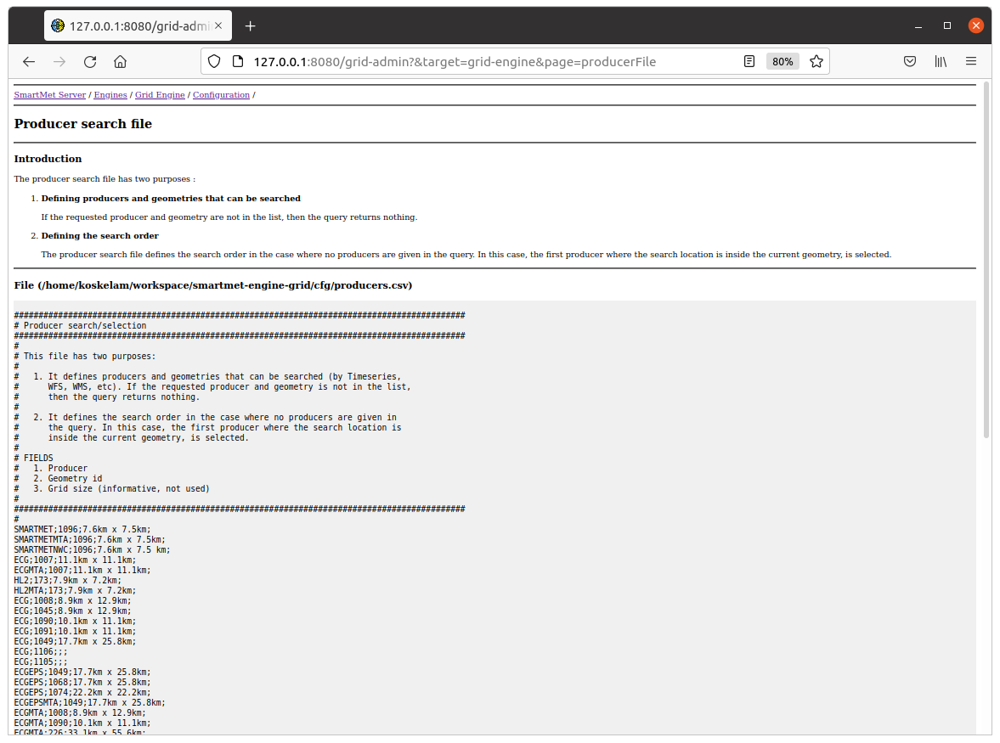 127.0.0.1:8080/grid-admi
127.0.0.1:8080/grid-admin?&target=grid-engine&page=producerFile
80%
SmartMet Server / Engines / Grid Engine / Configuration /
Producer search file
Introduction
The producer search file has two purposes :
1. Defining producers and geometries that can be searched
If the requested producer and geometry are not in the list, then the query returns nothing.
2. Defining the search order
The producer search file defines the search order in the case where no producers are given in the query. In this case, the first producer where the search location is inside the current geometry, is selected.
File (/home/koskelam/workspace/smartmet-engine-grid/cfg/producers.csv)
############################################################################################
# Producer search/selection
############################################################################################
#
# This file has two purposes:
#
#   1. It defines producers and geometries that can be searched (by Timeseries,
#      WFS, WMS, etc). If the requested producer and geometry is not in the list,
#      then the query returns nothing.
#
#   2. It defines the search order in the case where no producers are given in
#      the query. In this case, the first producer where the search location is
#      inside the current geometry, is selected.
#
# FIELDS
#   1. Producer
#   2. Geometry id
#   3. Grid size (informative, not used)
#
############################################################################################
#
SMARTMET;1096;7.6km x 7.5km;
SMARTMETMTA;1096;7.6km x 7.5km;
SMARTMETNWC;1096;7.6km x 7.5 km;
ECG;1007;11.1km x 11.1km;
ECGMTA;1007;11.1km x 11.1km;
HL2;173;7.9km x 7.2km;
HL2MTA;173;7.9km x 7.2km;
ECG;1008;8.9km x 12.9km;
ECG;1045;8.9km x 12.9km;
ECG;1090;10.1km x 11.1km;
ECG;1091;10.1km x 11.1km;
ECG;1049;17.7km x 25.8km;
ECG;1106;;;
ECG;1105;;;
ECGEPS;1049;17.7km x 25.8km;
ECGEPS;1068;17.7km x 25.8km;
ECGEPS;1074;22.2km x 22.2km;
ECGEPSMTA;1049;17.7km x 25.8km;
ECGMTA;1008;8.9km x 12.9km;
ECGMTA;1090;10.1km x 11.1km;
ECGMTA;226;33.1km x 55.6km;